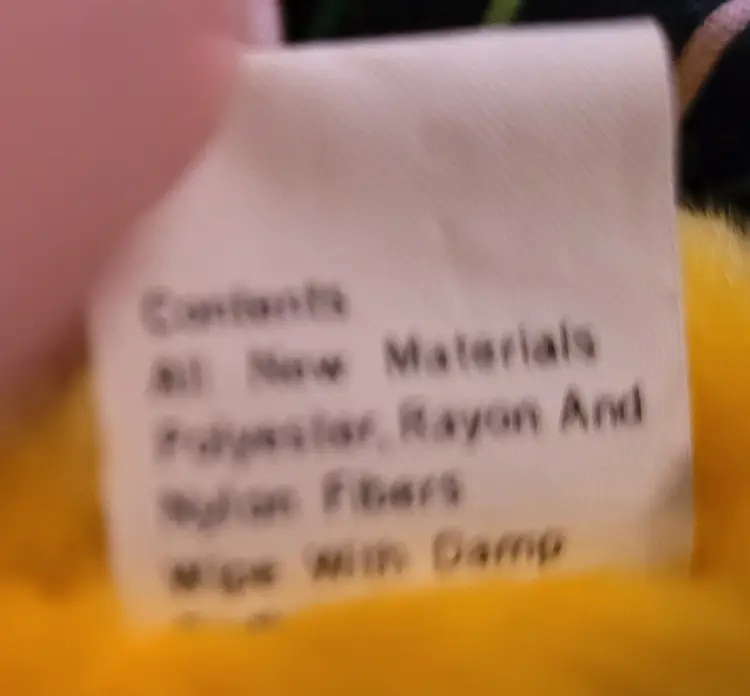 Contents
All New Materials
Polyester, Rayon And
Nylon Fibers
Wipe With Damp